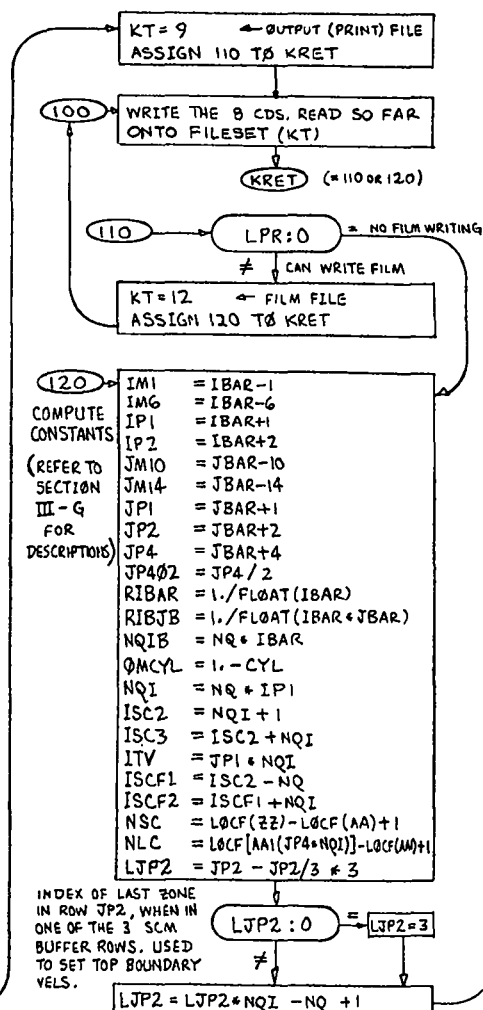 KT = 9 ← ØUTPUT (PRINT) FILE
ASSIGN 110 TØ KRET
100
WRITE THE 8 CDS. READ SO FAR
ONTO FILESET (KT)
KRET (= 110 OR 120)
110
LPR : 0
= NO FILM WRITING
≠ CAN WRITE FILM
KT = 12 ← FILM FILE
ASSIGN 120 TØ KRET
120
COMPUTE
CONSTANTS
(REFER TO
SECTION
III - G
FOR
DESCRIPTIONS)
IM1 = IBAR-1
IM6 = IBAR-6
IP1 = IBAR+1
IP2 = IBAR+2
JM10 = JBAR-10
JM14 = JBAR-14
JP1 = JBAR+1
JP2 = JBAR+2
JP4 = JBAR+4
JP4Ø2 = JP4/2
RIBAR = 1./FLØAT(IBAR)
RIBJB = 1./FLØAT(IBAR*JBAR)
NQIB = NQ * IBAR
ØMCYL = 1.-CYL
NQI = NQ * IP1
ISC2 = NQI+1
ISC3 = ISC2+NQI
ITV = JP1 * NQI
ISCF1 = ISC2-NQ
ISCF2 = ISCF1+NQI
NSC = LØCF(ZZ)-LØCF(AA)+1
NLC = LØCF[AA1(JP4*NQI)]-LØCF(AA1)+1
LJP2 = JP2 - JP2/3 * 3
INDEX OF LAST ZONE
IN ROW JP2, WHEN IN
ONE OF THE 3 SCM
BUFFER ROWS. USED
TO SET TOP BOUNDARY
VELS.
LJP2 : 0
=
LJP2=3
≠
LJP2 = LJP2*NQI - NQ + 1